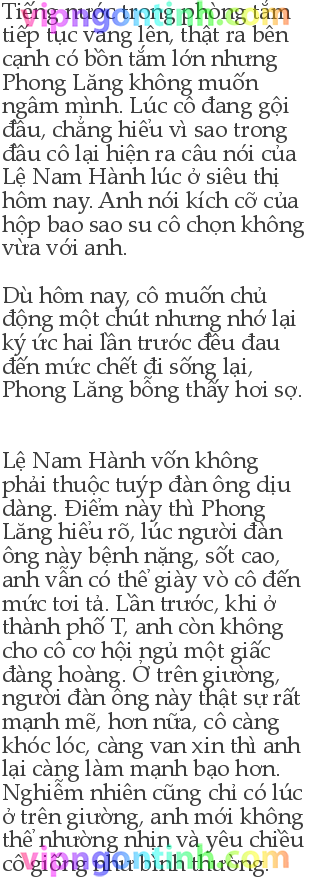 Tiếng nước trong phòng tắm
tiếp tục vang lên, thật ra bên
cạnh có bồn tắm lớn nhưng
Phong Lăng không muốn
ngâm mình. Lúc cô đang gội
đầu, chẳng hiểu vì sao trong
đầu cô lại hiện ra câu nói của
Lệ Nam Hành lúc ở siêu thị
hôm nay. Anh nói kích cỡ của
hộp bao sao su cô chọn không
vừa với anh.
Dù hôm nay, cô muốn chủ
động một chút nhưng nhớ lại
ký ức hai lần trước đều đau
đến mức chết đi sống lại,
Phong Lăng bỗng thấy hơi sợ.
Lệ Nam Hành vốn không
phải thuộc tuýp đàn ông dịu
dàng. Điểm này thì Phong
Lăng hiểu rõ, lúc người đàn
ông này bệnh nặng, sốt cao,
anh vẫn có thể giày vò cô đến
mức tơi tả. Lần trước, khi ở
thành phố T, anh còn không
cho cô cơ hội ngủ một giấc
đàng hoàng. Ở trên giường,
người đàn ông này thật sự rất
mạnh mẽ, hơn nữa, cô càng
khóc lóc, càng van xin thì anh
lại càng làm mạnh bạo hơn.
Nghiễm nhiên cũng chỉ có lúc
ở trên giường, anh mới không
thể nhường nhịn và yêu chiều
cô giống như bình thường.
vipngontinh.com
vipngontinh.com